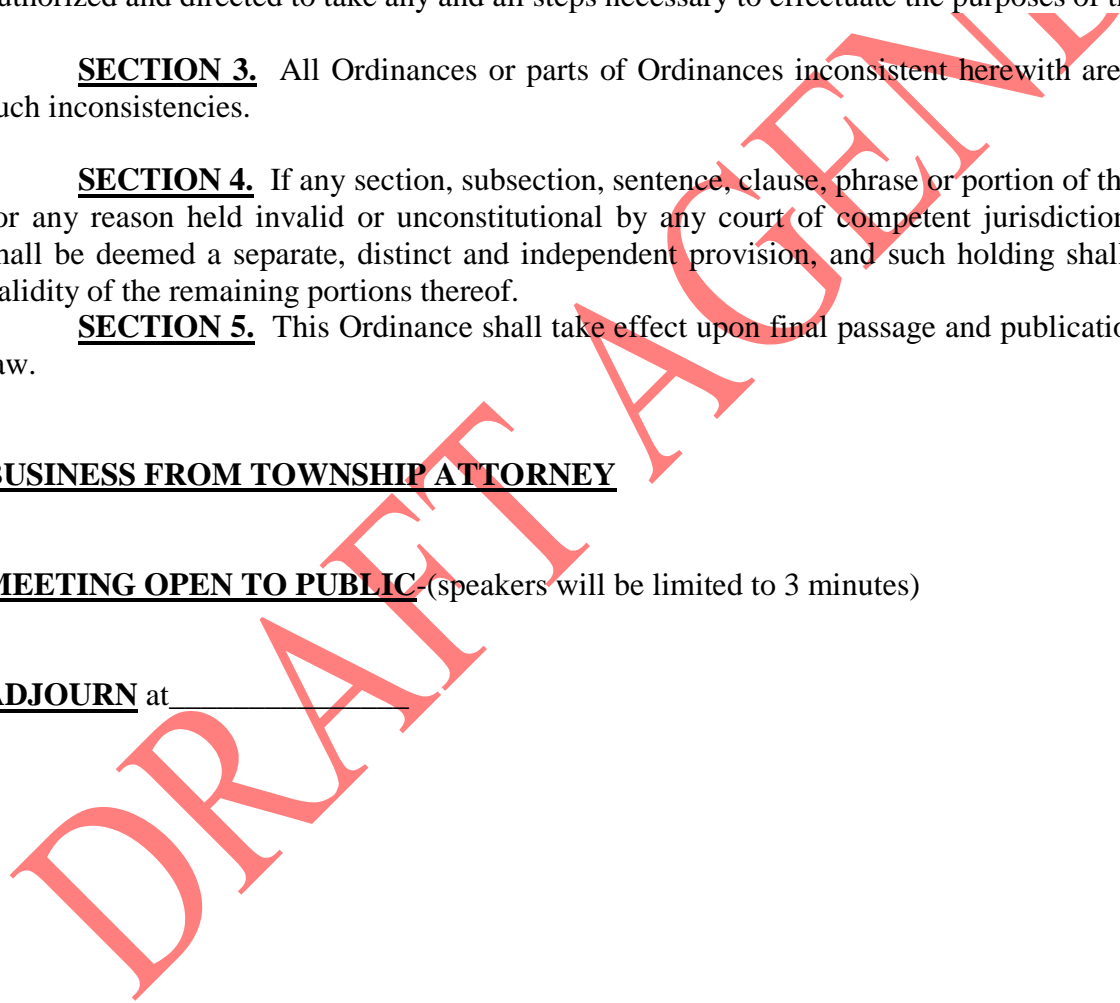 authorized and directed to take any and all steps necessary to effectuate the purposes of
SECTION 3. All Ordinances or parts of Ordinances inconsistent herewith are
such inconsistencies.
SECTION 4. If any section, subsection, sentence, clause, phrase or portion of
or any reason held invalid or unconstitutional by any court of competent jurisdiction
shall be deemed a separate, distinct and independent provision, and such holding shall
validity of the remaining portions thereof.
SECTION 5. This Ordinance shall take effect upon final passage and publicatio
aw.
BUSINESS FROM TOWNSHIP ATTORNEY
MEETING OPEN TO PUBLIC-(speakers will be limited to 3 minutes)
ADJOURN at_______________
DRAFT AGEN